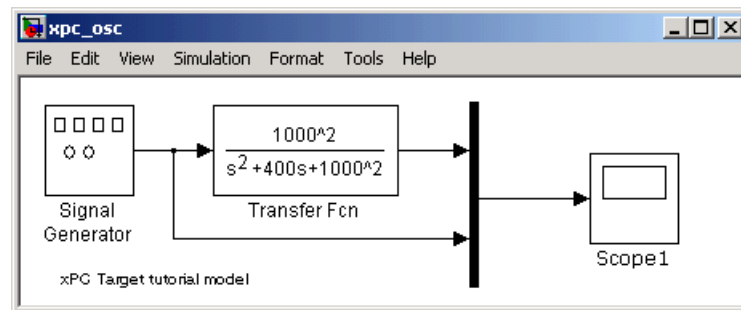 xpc_osc
File Edit View Simulation Format Tools Help
1000^2
s2+400s+1000^2
Signal
Generator
Transfer Fcn
Scope1
xPC Target tutorial model